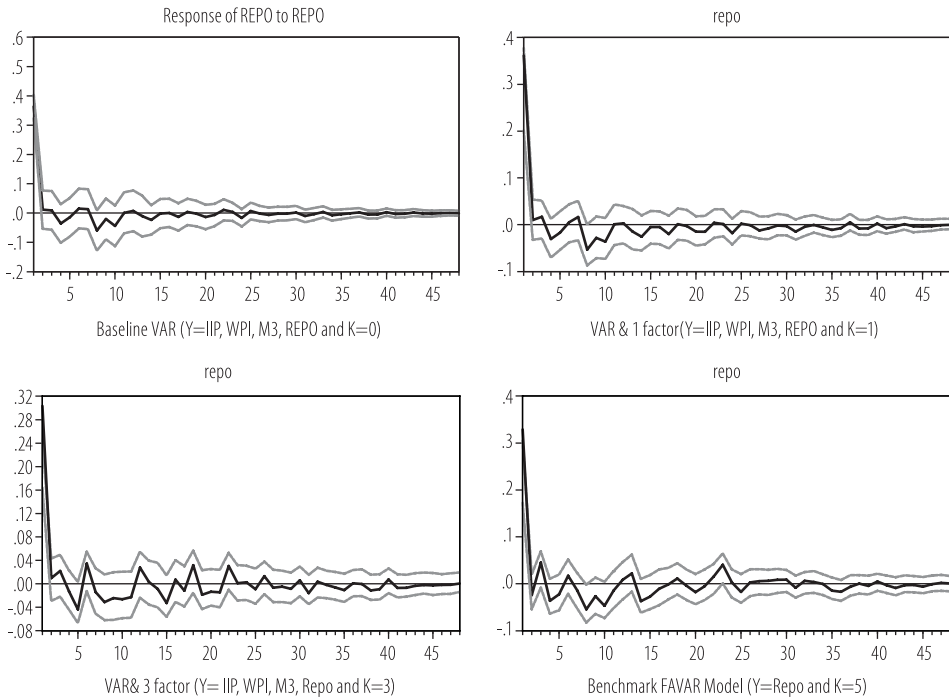 Response of REPO to REPO
.6
.5
.4
.3
.2
.1
.0
-.1
-.2
5 10 15 20 25 30 35 40 45
Baseline VAR (Y=IIP, WPI, M3, REPO and K=0)
repo
.4
.3
.2
.1
.0
-.1
5 10 15 20 25 30 35 40 45
VAR & 1 factor(Y=IIP, WPI, M3, REPO and K=1)
repo
.32
.28
.24
.20
.16
.12
.08
.04
.00
-.04
-.08
5 10 15 20 25 30 35 40 45
VAR& 3 factor (Y= IIP, WPI, M3, Repo and K=3)
repo
.4
.3
.2
.1
.0
-.1
5 10 15 20 25 30 35 40 45
Benchmark FAVAR Model (Y=Repo and K=5)